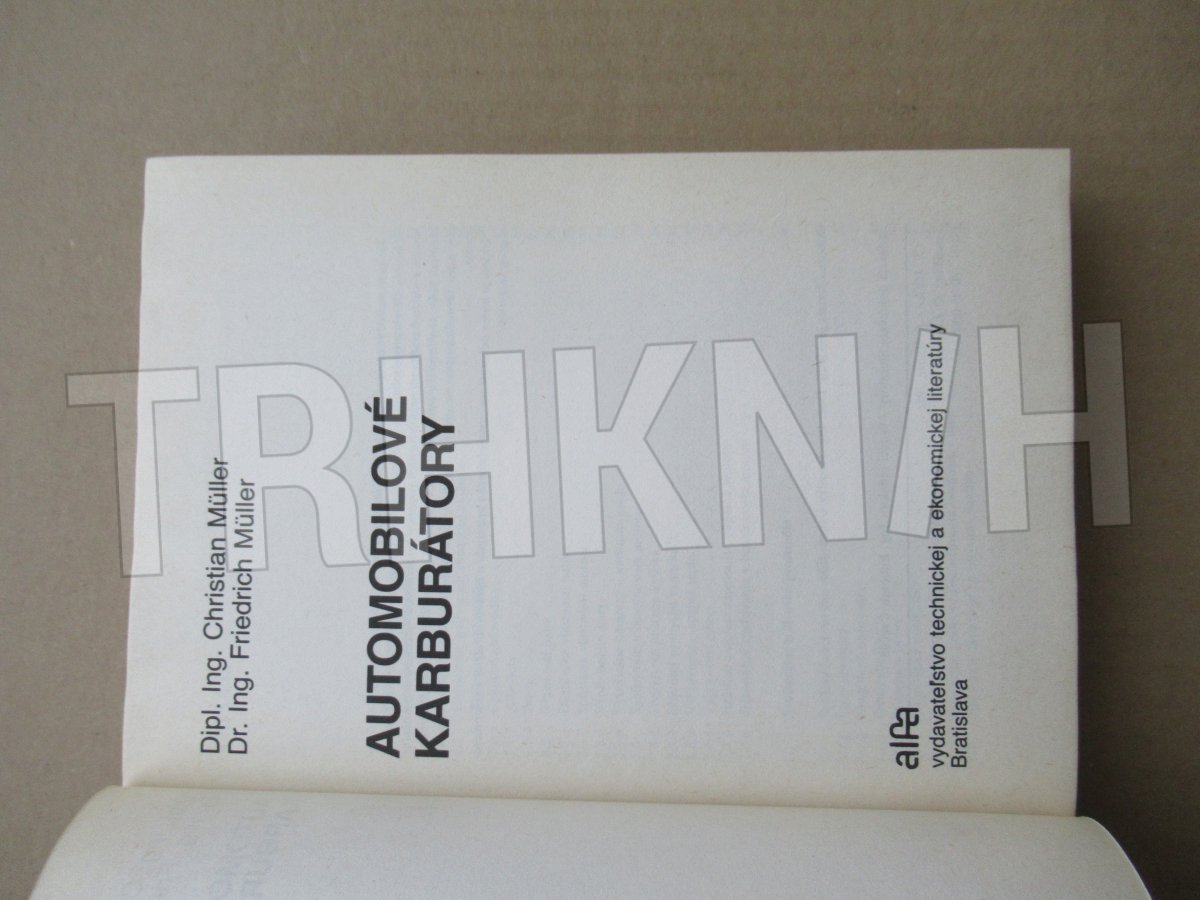 Dipl. Ing. Christian Müller
Dr. Ing. Friedrich Müller
AUTOMOBILOVÉ
KARBURÁTORY
alfa
vydavateľstvo technickej a ekonomickej literatúry
Bratislava
TRHKNIH